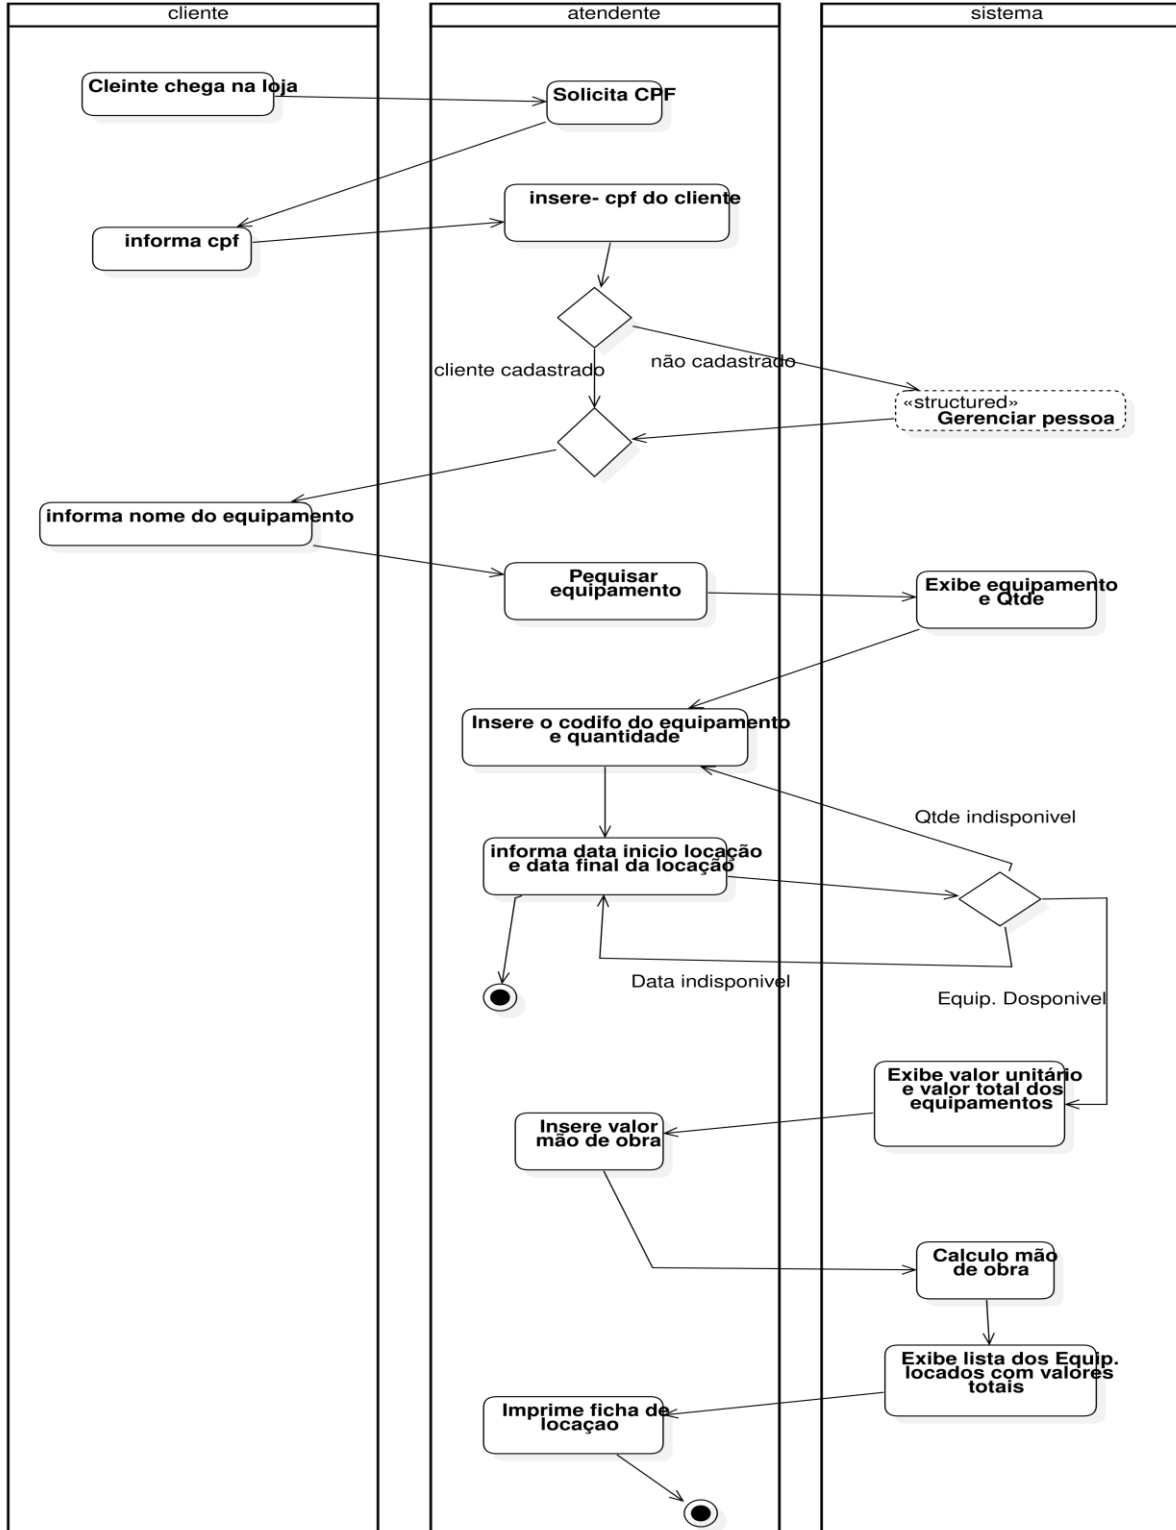 cliente
atendente
sistema
Cleinte chega na loja
Solicita CPF
insere- cpf do cliente
informa cpf
cliente cadastrado
não cadastrado
«structured»
Gerenciar pessoa
informa nome do equipamento
Pequisar
equipamento
Exibe equipamento
e Qtde
Insere o codifo do equipamento
e quantidade
Qtde indisponivel
informa data inicio locação
e data final da locação
Data indisponivel
Equip. Dosponivel
Exibe valor unitário
e valor total dos
equipamentos
Insere valor
mão de obra
Calculo mão
de obra
Exibe lista dos Equip.
locados com valores
totais
Imprime ficha de
locaçao